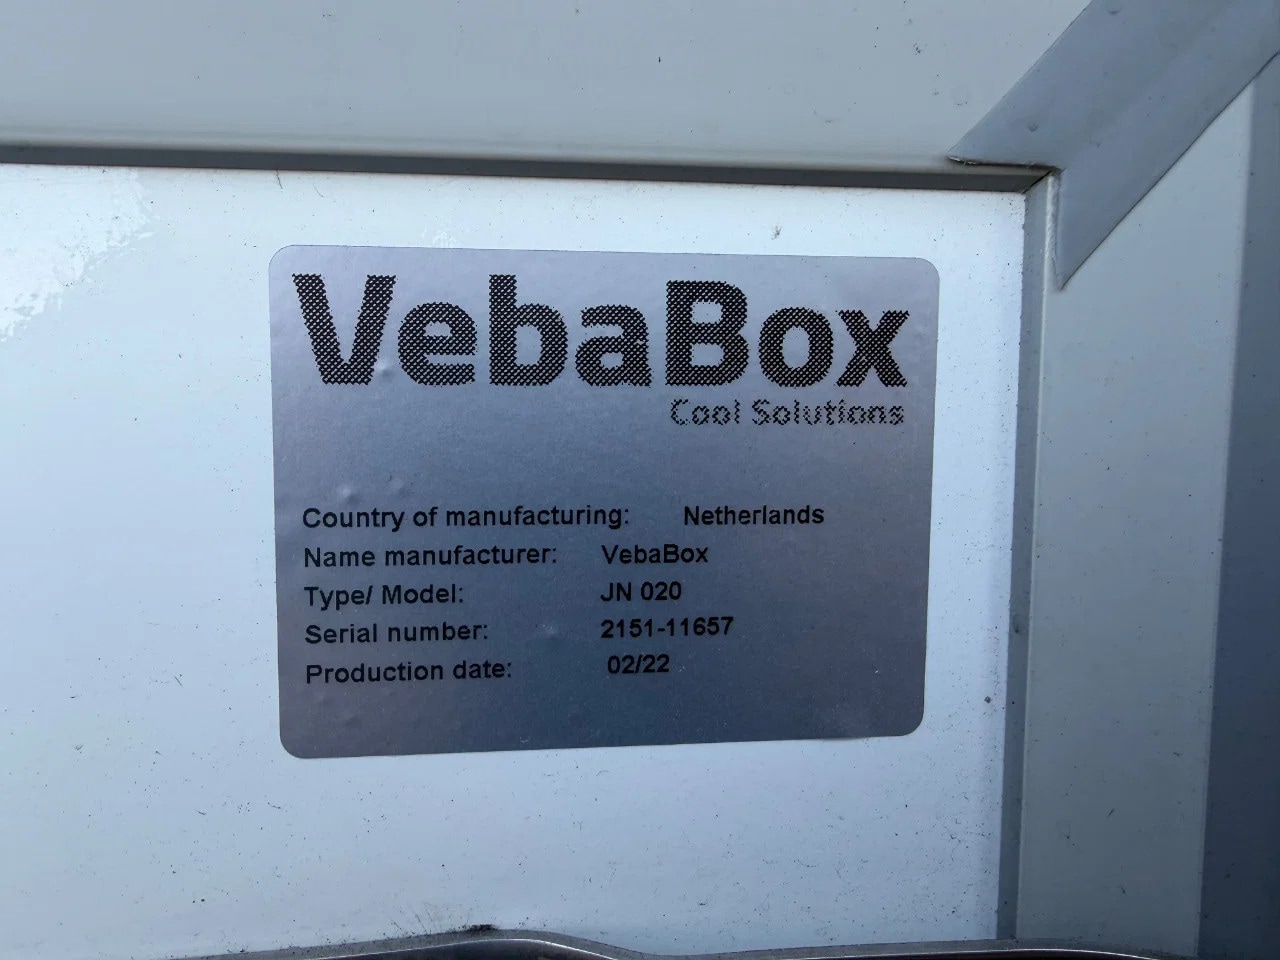 VebaBox
Cool Solutions
Country of manufacturing: Netherlands
Name manufacturer: VebaBox
Type/ Model: JN 020
Serial number: 2151-11657
Production date: 02/22